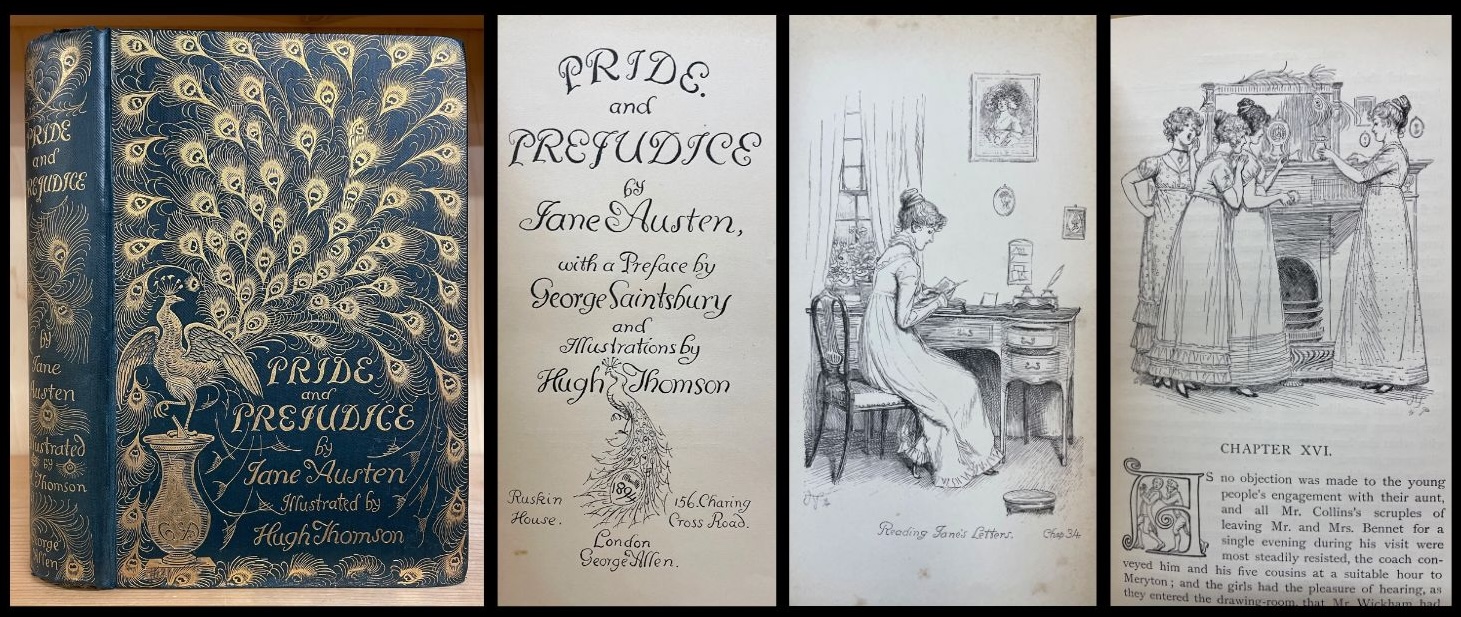 PRIDE
and
PREJUDICE
by
Jane
Austen
Illustrated
by
Thomson
George
Allen
PRIDE
and
PREJUDICE
by
Jane Austen
Illustrated by
Hugh Thomson
PRIDE.
and
PREJUDICE
by
Jane Austen,
with a Preface by
George Saintsbury
and
Illustrations by
Hugh Thomson
1894
Ruskin
House.
156. Charing
Cross Road.
London
George Allen.
Reading Jane's Letters. Chap 34
CHAPTER XVI.
AS no objection was made to the young
people's engagement with their aunt,
and all Mr. Collins's scruples of
leaving Mr. and Mrs. Bennet for a
single evening during his visit were
most steadily resisted, the coach con-
veyed him and his five cousins at a suitable hour to
Meryton; and the girls had the pleasure of hearing, as
they entered the drawing-room, that Mr. Wickham had